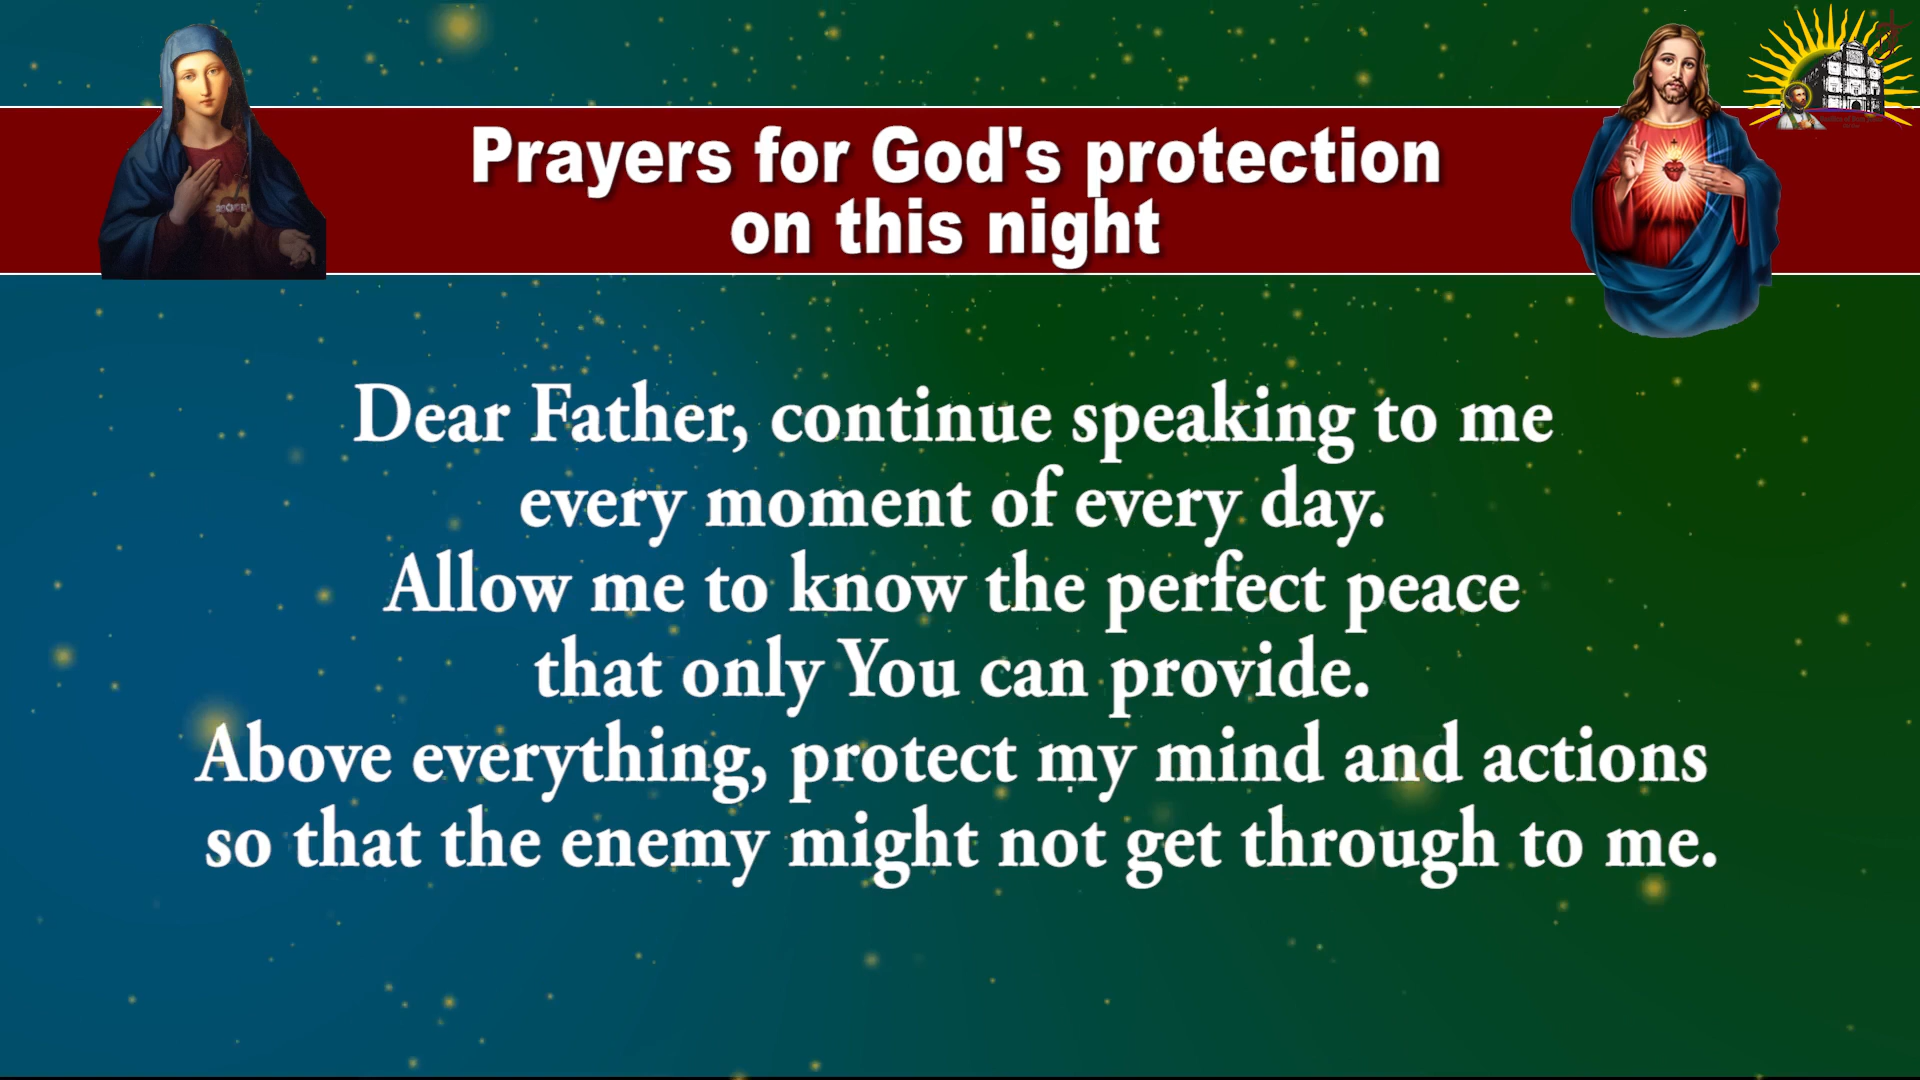 Prayers for God's protection
on this night
Dear Father, continue speaking to me
every moment of every day.
Allow me to know the perfect peace
that only You can provide.
Above everything, protect my mind and actions
so that the enemy might not get through to me.